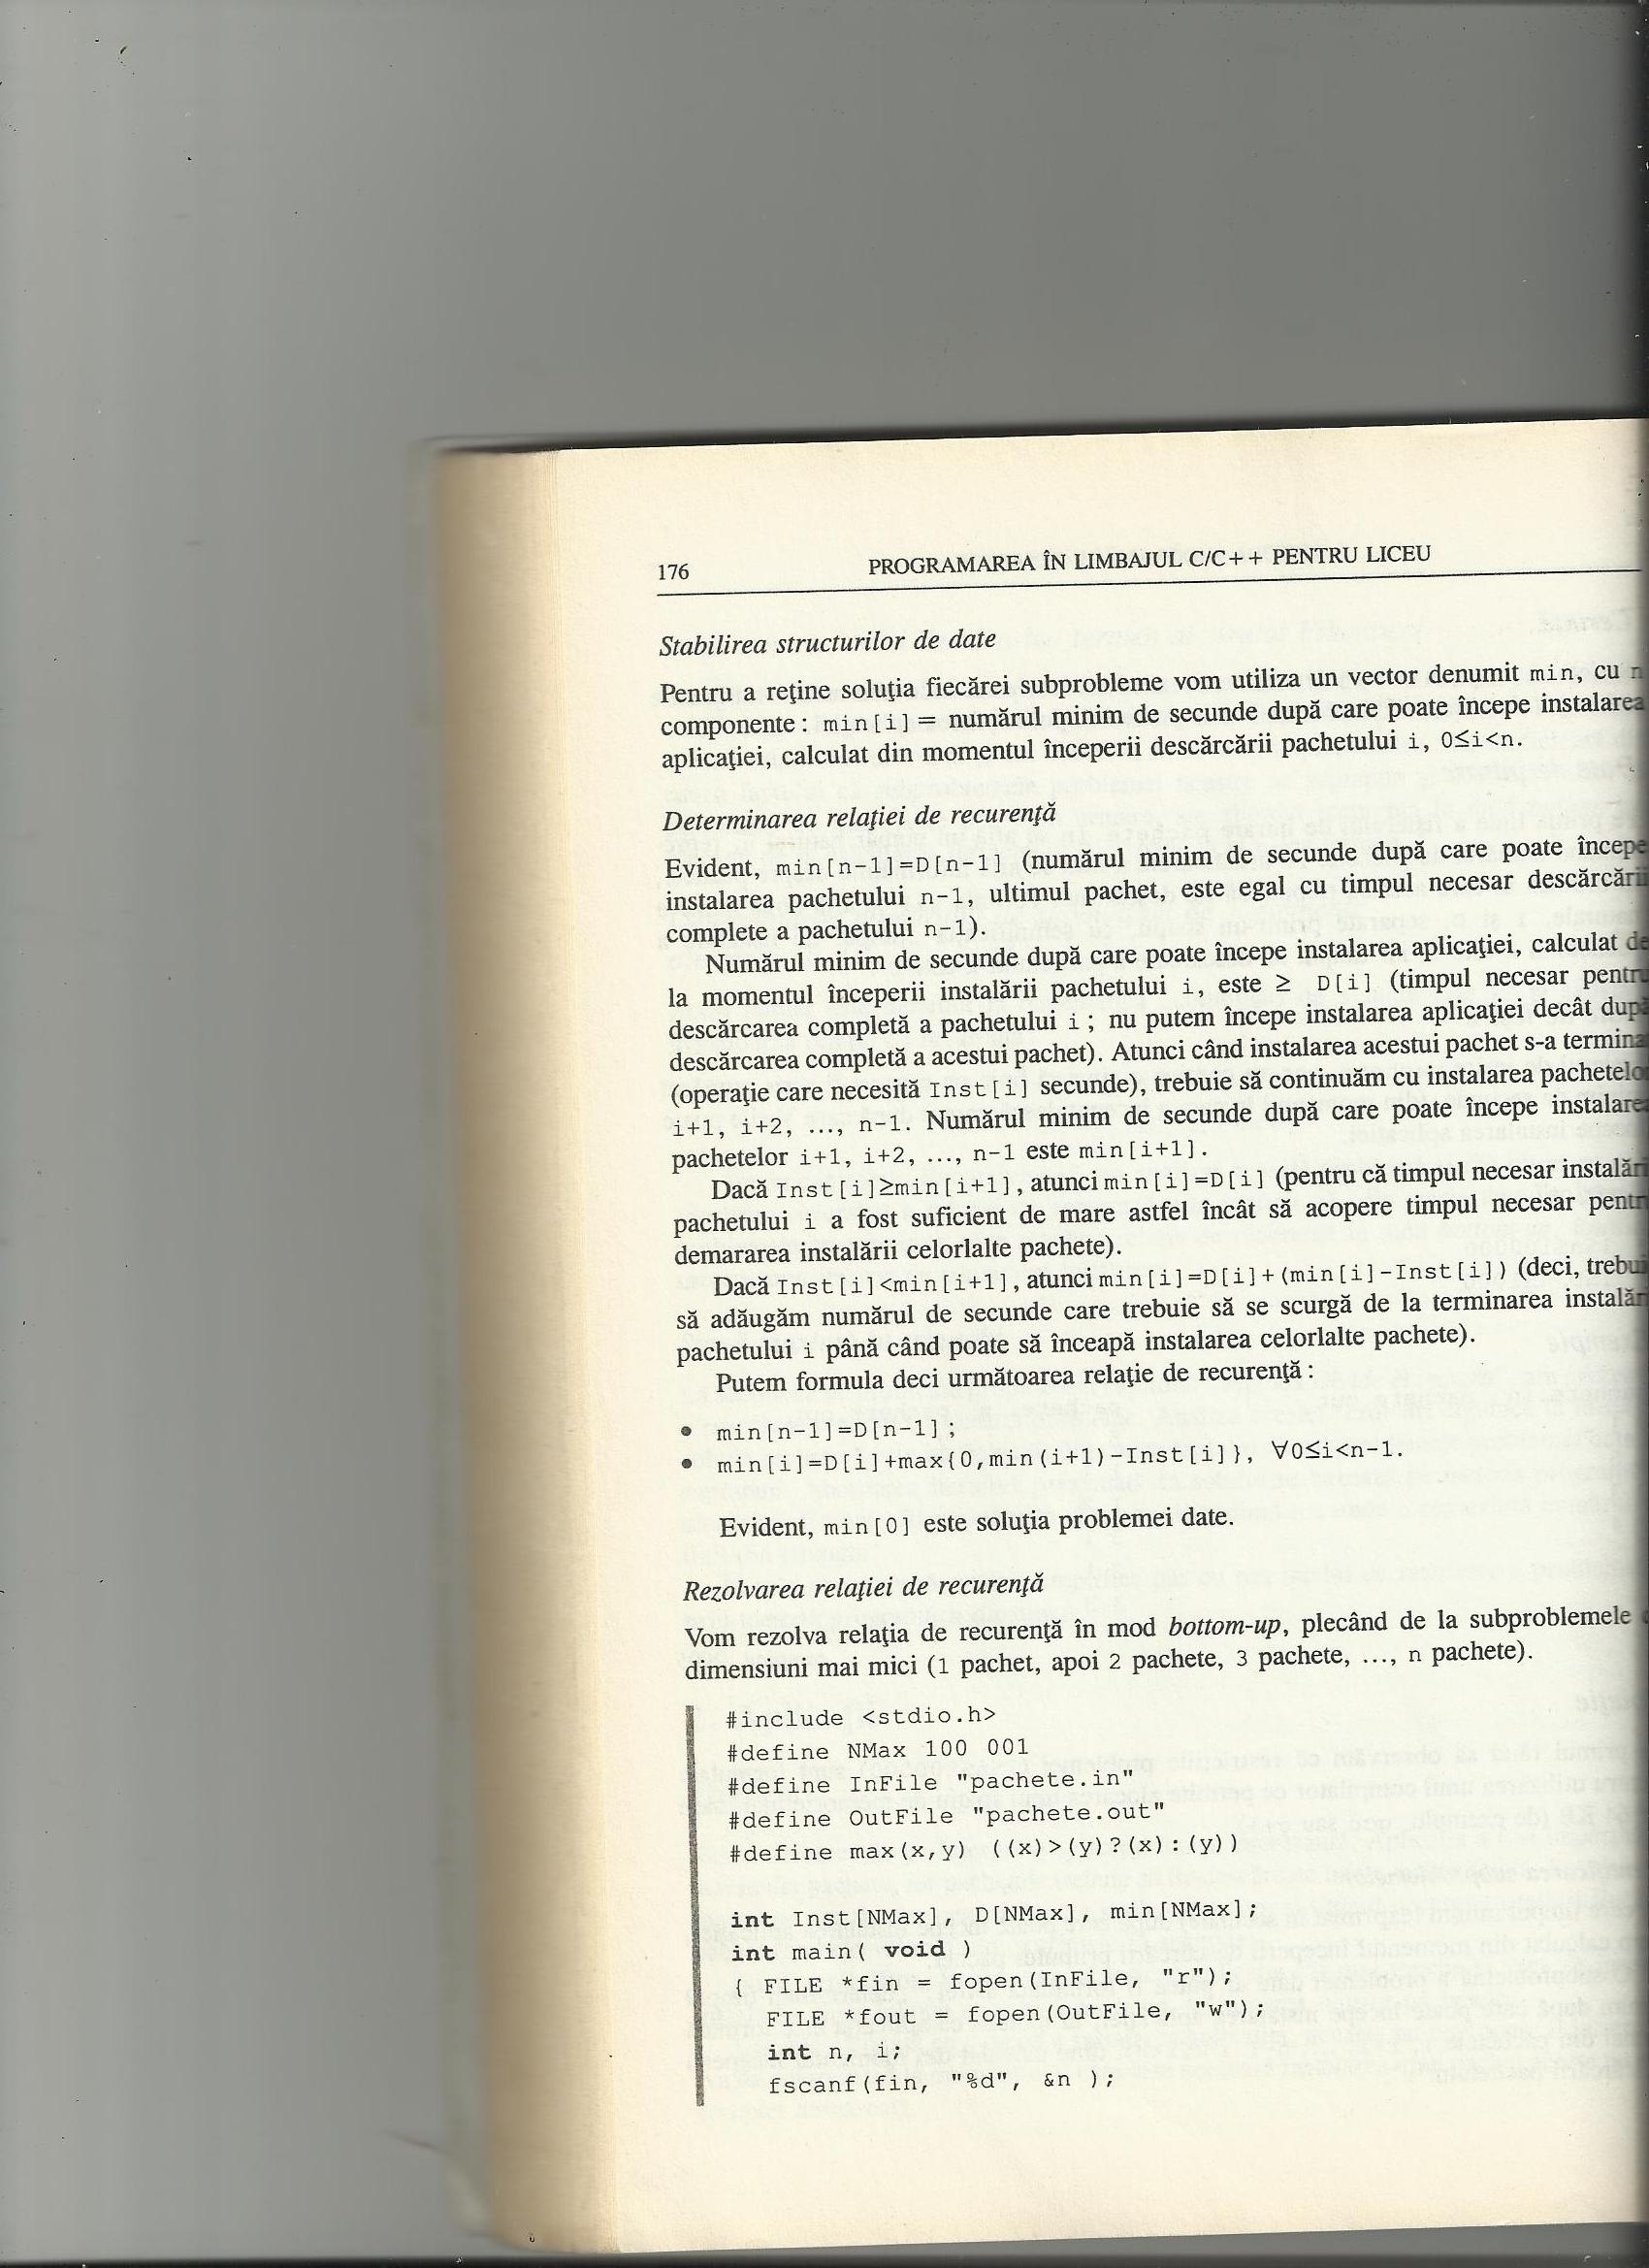 176 PROGRAMAREA ÎN LIMBAJUL C/C++ PENTRU LICEU
Stabilirea structurilor de date
Pentru a reţine soluţia fiecărei subprobleme vom utiliza un vector denumit min, cu n
componente : min[i] = numărul minim de secunde după care poate începe instalarea
aplicaţiei, calculat din momentul începerii descărcării pachetului i, 0≤i<n.
Determinarea relaţiei de recurenţă
Evident, min[n-1]=D[n-1] (numărul minim de secunde după care poate începe
instalarea pachetului n-1, ultimul pachet, este egal cu timpul necesar descărcării
complete a pachetului n-1).
Numărul minim de secunde după care poate începe instalarea aplicaţiei, calculat de
la momentul începerii instalării pachetului i, este ≥ D[i] (timpul necesar pentru
descărcarea completă a pachetului i ; nu putem începe instalarea aplicaţiei decât după
descărcarea completă a acestui pachet). Atunci când instalarea acestui pachet s-a termina
(operaţie care necesită Inst[i] secunde), trebuie să continuăm cu instalarea pachetelo
i+1, i+2, ..., n-1. Numărul minim de secunde după care poate începe instalarea
pachetelor i+1, i+2, ..., n-1 este min[i+1].
Dacă Inst[i]≥min[i+1], atunci min[i]=D[i] (pentru că timpul necesar instalări
pachetului i a fost suficient de mare astfel încât să acopere timpul necesar pentr
demararea instalării celorlalte pachete).
Dacă Inst[i]<min[i+1], atunci min[i]=D[i]+(min[i]-Inst[i]) (deci, trebui
să adăugăm numărul de secunde care trebuie să se scurgă de la terminarea instalări
pachetului i până când poate să înceapă instalarea celorlalte pachete).
Putem formula deci următoarea relaţie de recurenţă :
• min[n-1]=D[n-1] ;
• min[i]=D[i]+max{0,min(i+1)-Inst[i]}, ∀0≤i<n-1.
Evident, min[0] este soluţia problemei date.
Rezolvarea relaţiei de recurenţă
Vom rezolva relaţia de recurenţă în mod bottom-up, plecând de la subproblemele
dimensiuni mai mici (1 pachet, apoi 2 pachete, 3 pachete, ..., n pachete).
#include <stdio.h>
#define NMax 100 001
#define InFile "pachete.in"
#define OutFile "pachete.out"
#define max(x,y) ((x)>(y)?(x):(y))
int Inst[NMax], D[NMax], min[NMax];
int main( void )
{ FILE *fin = fopen(InFile, "r");
FILE *fout = fopen(OutFile, "w");
int n, i;
fscanf(fin, "%d", &n );